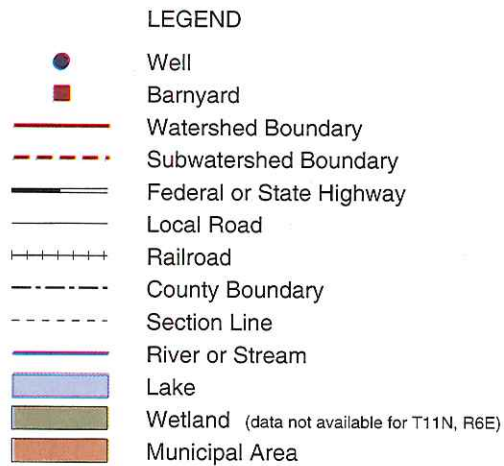 LEGEND
Well
Barnyard
Watershed Boundary
Subwatershed Boundary
Federal or State Highway
Local Road
Railroad
County Boundary
Section Line
River or Stream
Lake
Wetland (data not available for T11N, R6E)
Municipal Area